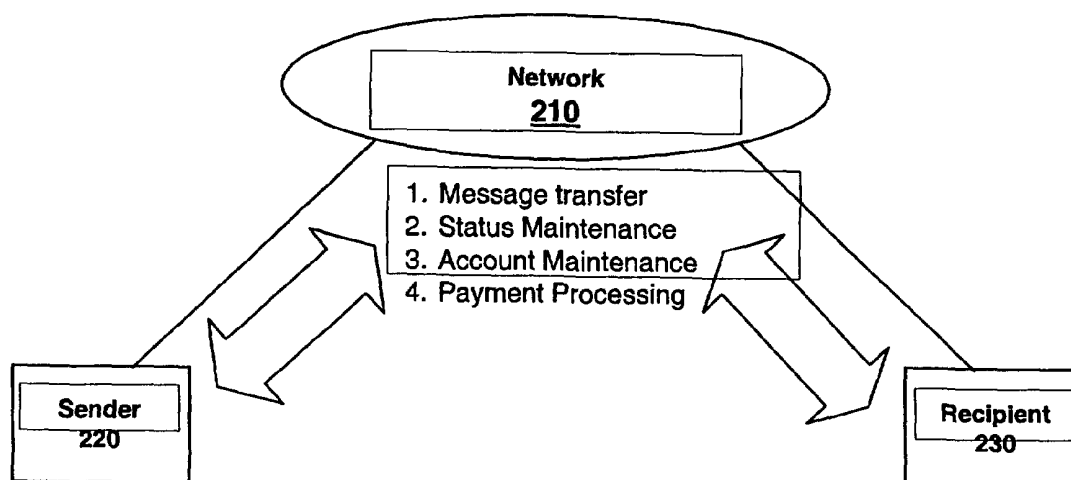 Network
210
1. Message transfer
2. Status Maintenance
3. Account Maintenance
4. Payment Processing
Sender
220
Recipient
230